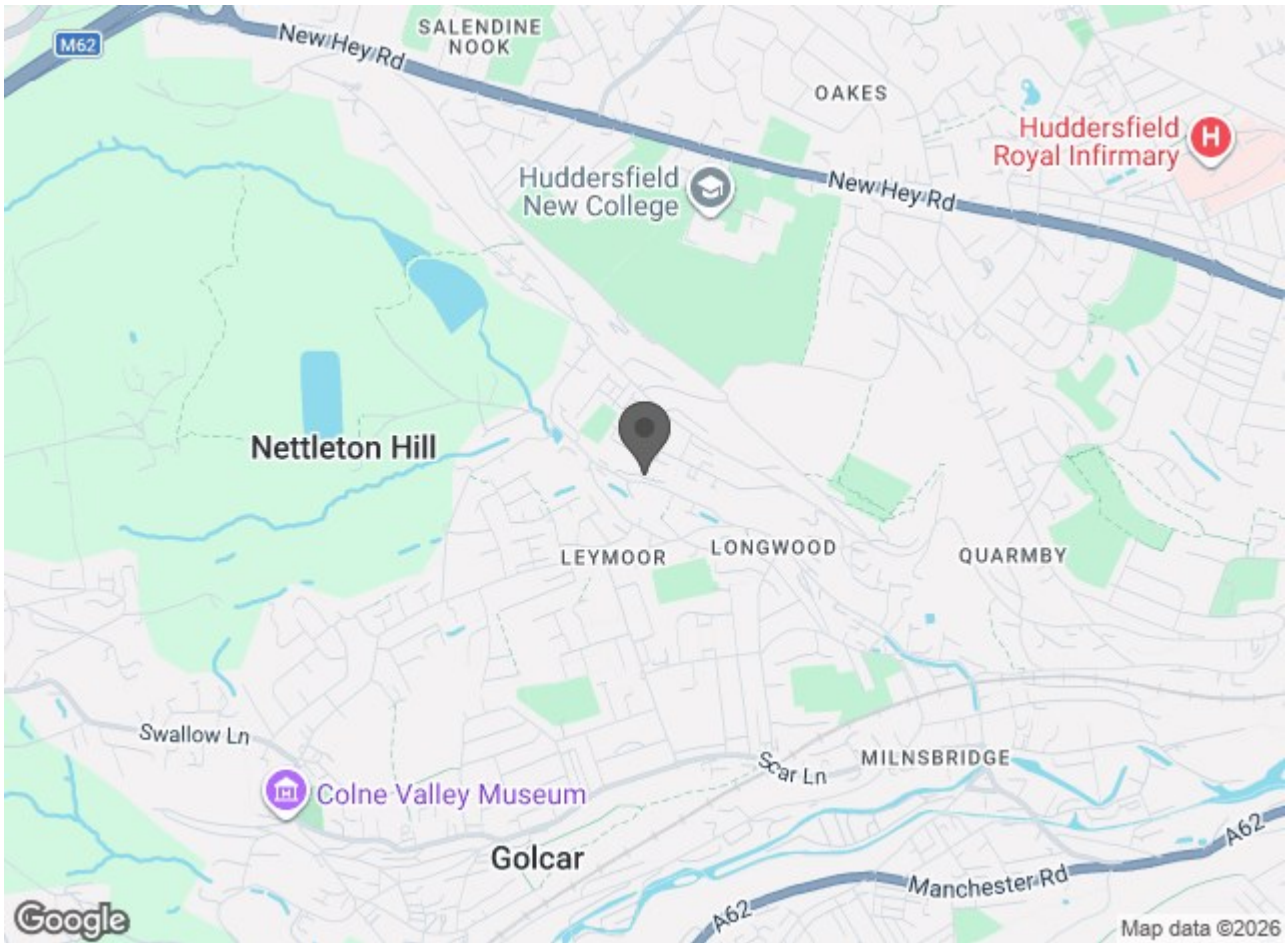 SALENDINE
NOOK
M62
New Hey Rd
OAKES
Huddersfield
Royal Infirmary
H
Huddersfield
New College
New Hey Rd
Nettleton Hill
LEYMOOR
LONGWOOD
QUARMBY
Swallow Ln
Scar Ln
MILNSBRIDGE
Colne Valley Museum
Golcar
A62
Manchester Rd
A62
Google
Map data ©2026